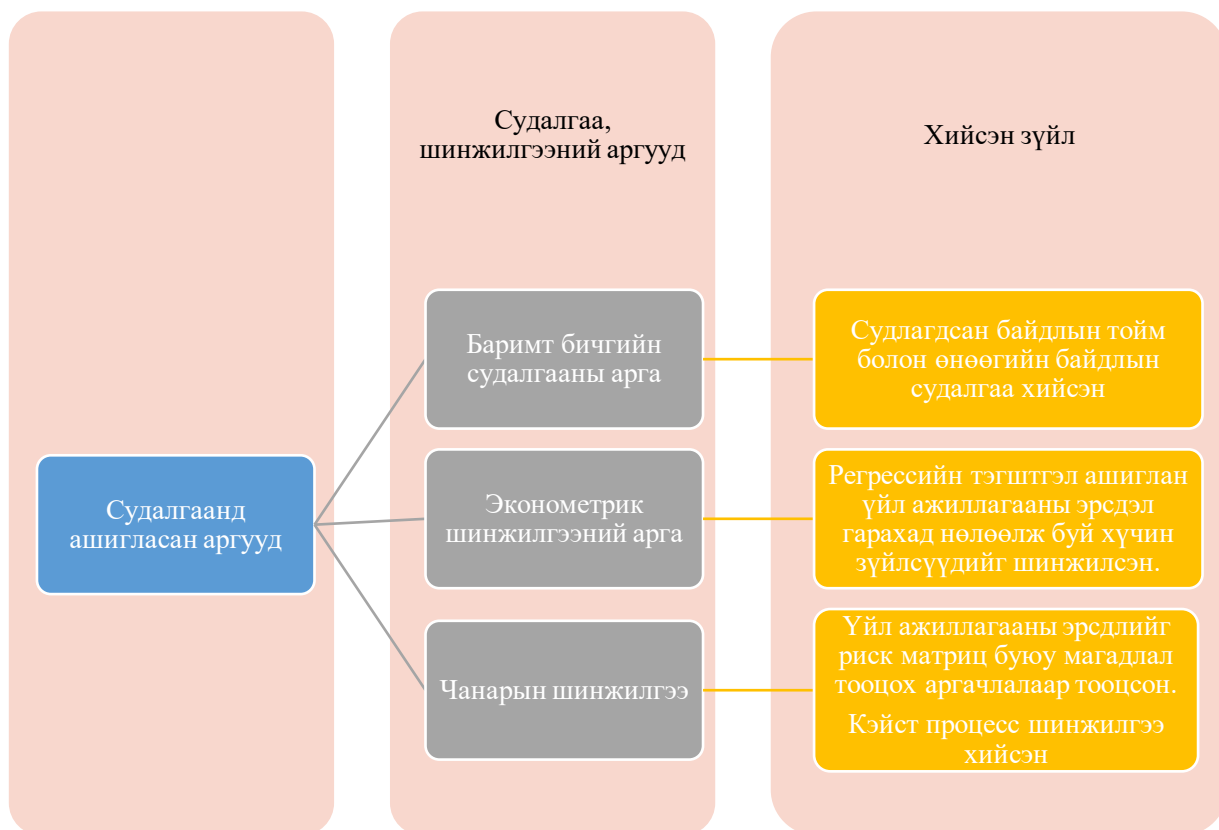 Судалгаа,
шинжилгээний аргууд
Хийсэн зүйл
Судалгаанд
ашигласан аргууд
Баримт бичгийн
судалгааны арга
Судлагдсан байдлын тойм
болон өнөөгийн байдлын
судалгаа хийсэн
Эконометрик
шинжилгээний арга
Регрессийн тэгштгэл ашиглан
үйл ажиллагааны эрсдэл
гарахад нөлөөлж буй хүчин
зүйлсүүдийг шинжилсэн.
Чанарын шинжилгээ
Үйл ажиллагааны эрсдлийг
риск матриц буюу магадлал
тооцох аргачлалаар тооцсон.
Кэйст процесс шинжилгээ
хийсэн